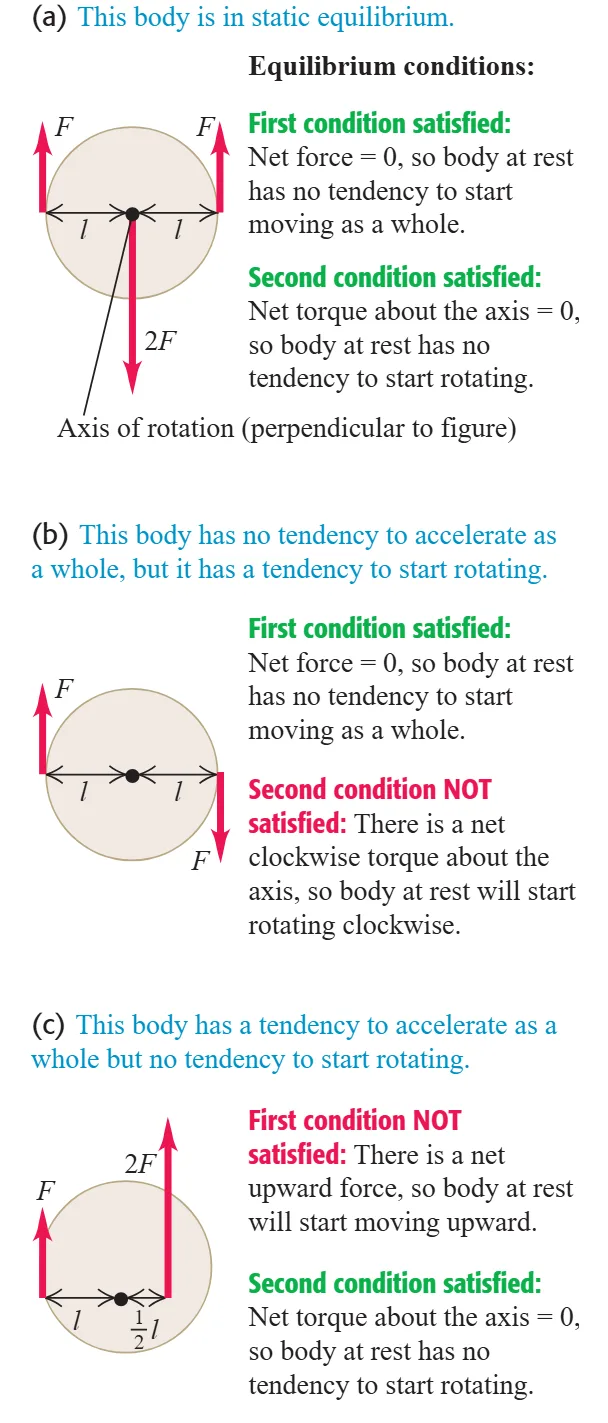 (a) This body is in static equilibrium.
Equilibrium conditions:
F
F
First condition satisfied:
Net force = 0, so body at rest
has no tendency to start
moving as a whole.
l
l
Second condition satisfied:
Net torque about the axis = 0,
so body at rest has no
tendency to start rotating.
2F
Axis of rotation (perpendicular to figure)
(b) This body has no tendency to accelerate as
a whole, but it has a tendency to start rotating.
First condition satisfied:
Net force = 0, so body at rest
has no tendency to start
moving as a whole.
F
l
l
F
Second condition NOT
satisfied: There is a net
clockwise torque about the
axis, so body at rest will start
rotating clockwise.
(c) This body has a tendency to accelerate as a
whole but no tendency to start rotating.
First condition NOT
satisfied: There is a net
upward force, so body at rest
will start moving upward.
2F
F
l
1/2 l
Second condition satisfied:
Net torque about the axis = 0,
so body at rest has no
tendency to start rotating.